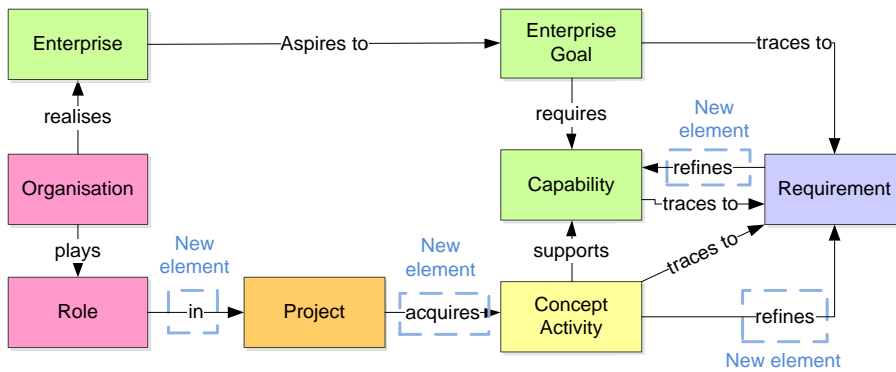 Enterprise
Aspires to
Enterprise
Goal
traces to
realises
requires
New
element
Organisation
Capability
refines
Requirement
traces to
plays
New
element
New
element
supports
traces to
Role
in
Project
acquires
Concept
Activity
refines
New element